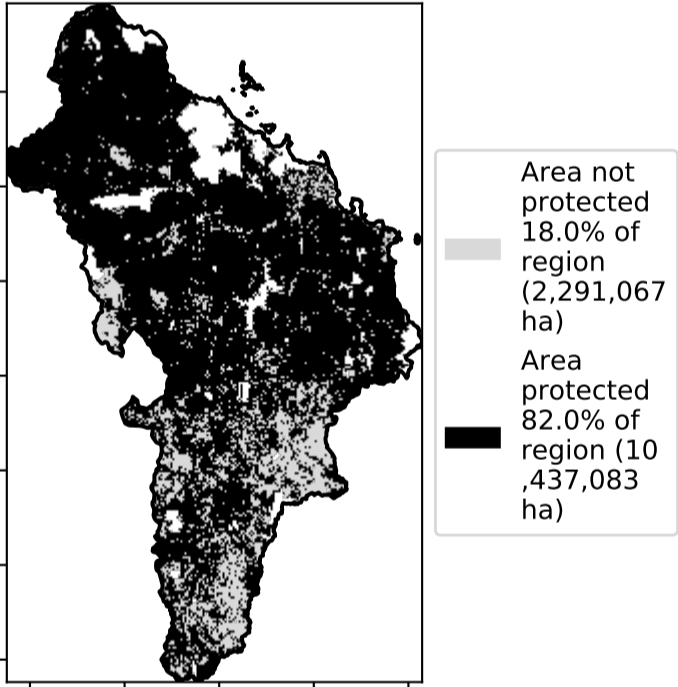 Area not
protected
18.0% of
region
(2,291,067
ha)
Area
protected
82.0% of
region (10
,437,083
ha)